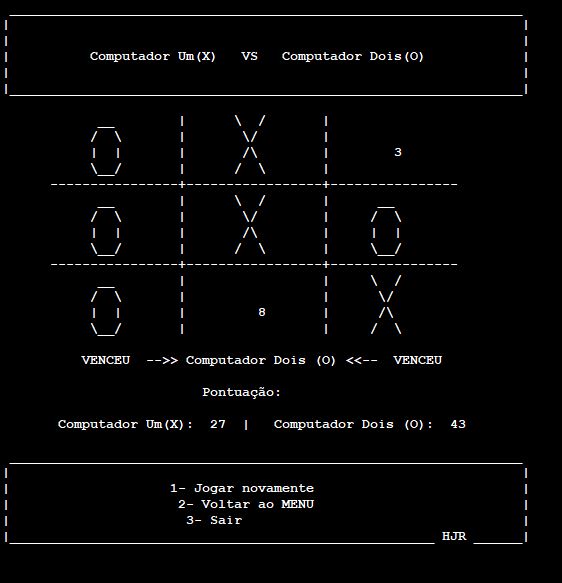 Computador Um(X) VS Computador Dois(O)
O X 3
O X O
O 8 X
VENCEU -->> Computador Dois (O) <<-- VENCEU
Pontuação:
Computador Um(X): 27 | Computador Dois (O): 43
1- Jogar novamente
2- Voltar ao MENU
3- Sair
HJR